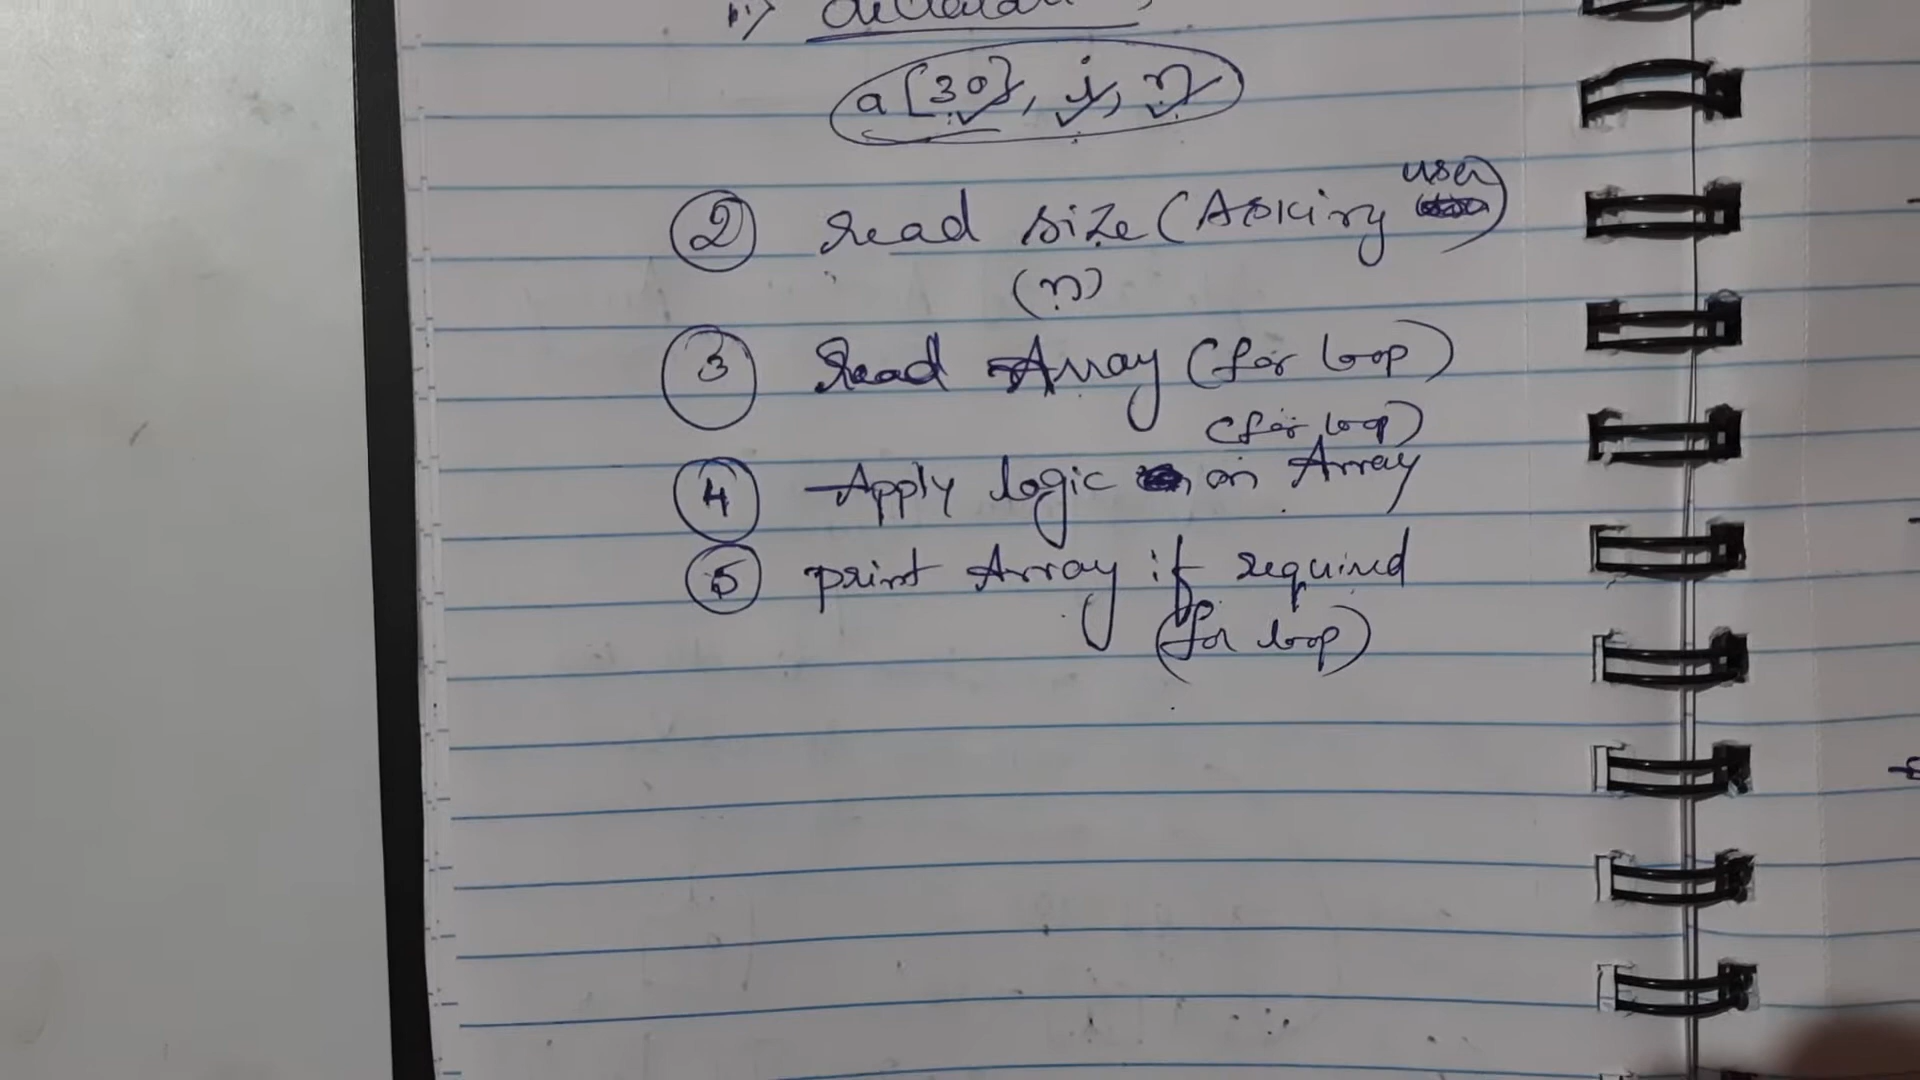 a[30], i, n
② Read size (Asking user)
(n)
③ Read Array (for loop)
(for loop)
④ Apply logic on Array
⑤ print Array if required
(for loop)